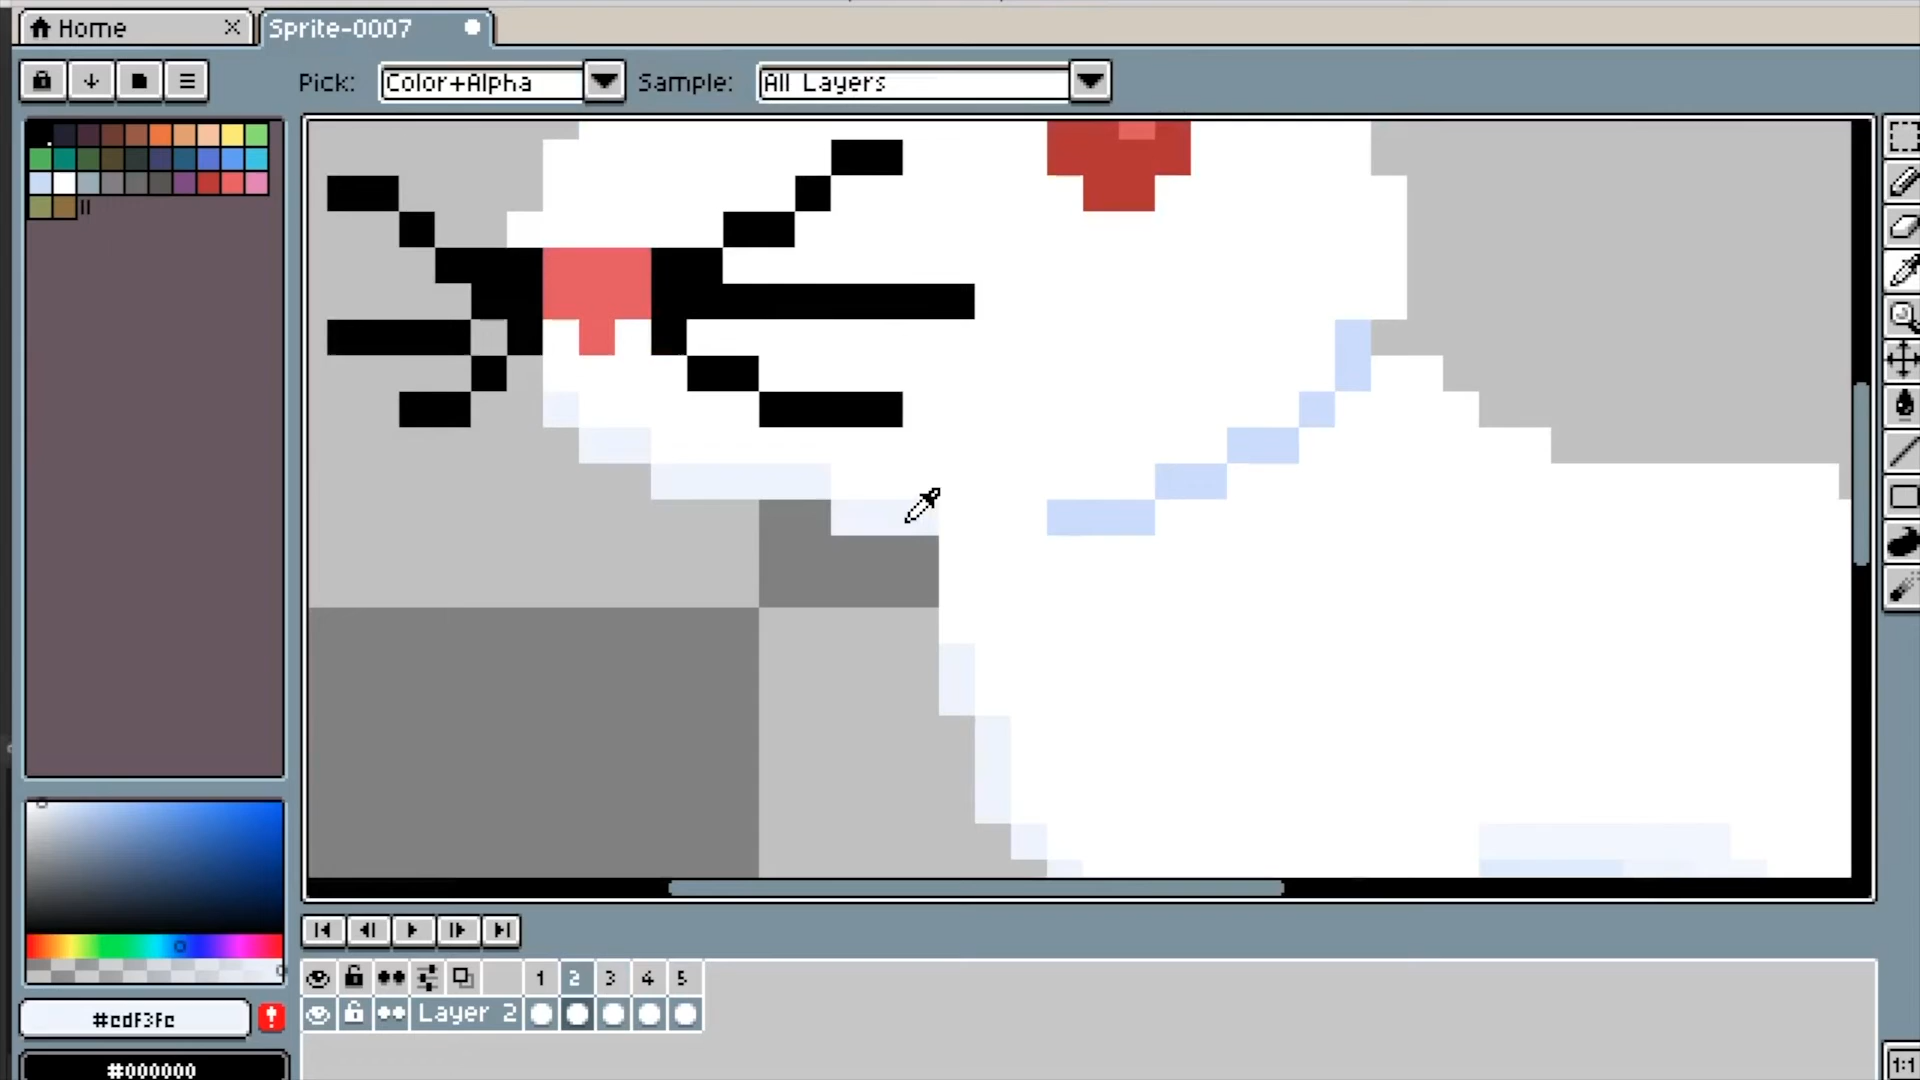 Home
Sprite-0007
Pick: Color+Alpha Sample: All Layers
1 2 3 4 5
Layer 2
#edf3fe
#000000
1:1